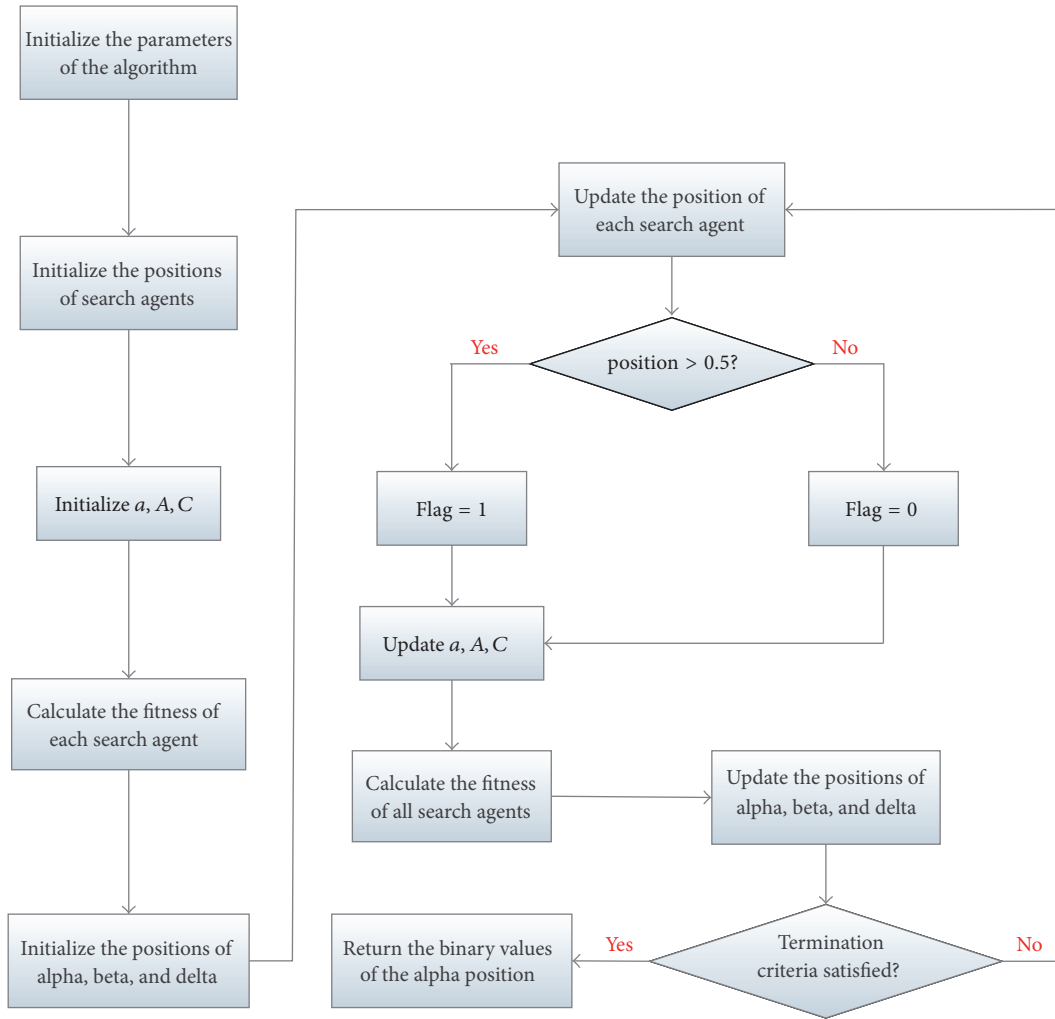 Initialize the parameters
of the algorithm
Initialize the positions
of search agents
Initialize a, A, C
Calculate the fitness of
each search agent
Initialize the positions of
alpha, beta, and delta
Update the position of
each search agent
position > 0.5?
Yes
No
Flag = 1
Flag = 0
Update a, A, C
Calculate the fitness
of all search agents
Update the positions of
alpha, beta, and delta
Termination
criteria satisfied?
Yes
No
Return the binary values
of the alpha position